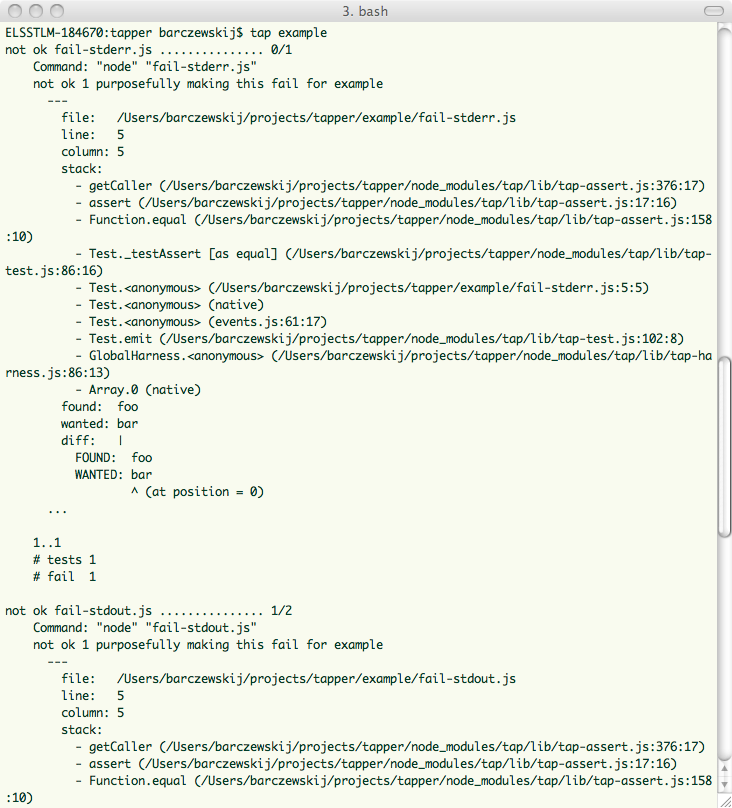 3. bash
ELSSTLM-184670:tapper barczewskij$ tap example
not ok fail-stderr.js ............... 0/1
    Command: "node" "fail-stderr.js"
    not ok 1 purposefully making this fail for example
      ---
        file:   /Users/barczewskij/projects/tapper/example/fail-stderr.js
        line:   5
        column: 5
        stack:
          - getCaller (/Users/barczewskij/projects/tapper/node_modules/tap/lib/tap-assert.js:376:17)
          - assert (/Users/barczewskij/projects/tapper/node_modules/tap/lib/tap-assert.js:17:16)
          - Function.equal (/Users/barczewskij/projects/tapper/node_modules/tap/lib/tap-assert.js:158
:10)
          - Test._testAssert [as equal] (/Users/barczewskij/projects/tapper/node_modules/tap/lib/tap-
test.js:86:16)
          - Test.<anonymous> (/Users/barczewskij/projects/tapper/example/fail-stderr.js:5:5)
          - Test.<anonymous> (native)
          - Test.<anonymous> (events.js:61:17)
          - Test.emit (/Users/barczewskij/projects/tapper/node_modules/tap/lib/tap-test.js:102:8)
          - GlobalHarness.<anonymous> (/Users/barczewskij/projects/tapper/node_modules/tap/lib/tap-ha
rness.js:86:13)
          - Array.0 (native)
        found:  foo
        wanted: bar
        diff:   |
          FOUND:  foo
          WANTED: bar
                  ^ (at position = 0)
      ...
    1..1
    # tests 1
    # fail  1
not ok fail-stdout.js ............... 1/2
    Command: "node" "fail-stdout.js"
    not ok 1 purposefully making this fail for example
      ---
        file:   /Users/barczewskij/projects/tapper/example/fail-stdout.js
        line:   5
        column: 5
        stack:
          - getCaller (/Users/barczewskij/projects/tapper/node_modules/tap/lib/tap-assert.js:376:17)
          - assert (/Users/barczewskij/projects/tapper/node_modules/tap/lib/tap-assert.js:17:16)
          - Function.equal (/Users/barczewskij/projects/tapper/node_modules/tap/lib/tap-assert.js:158
:10)